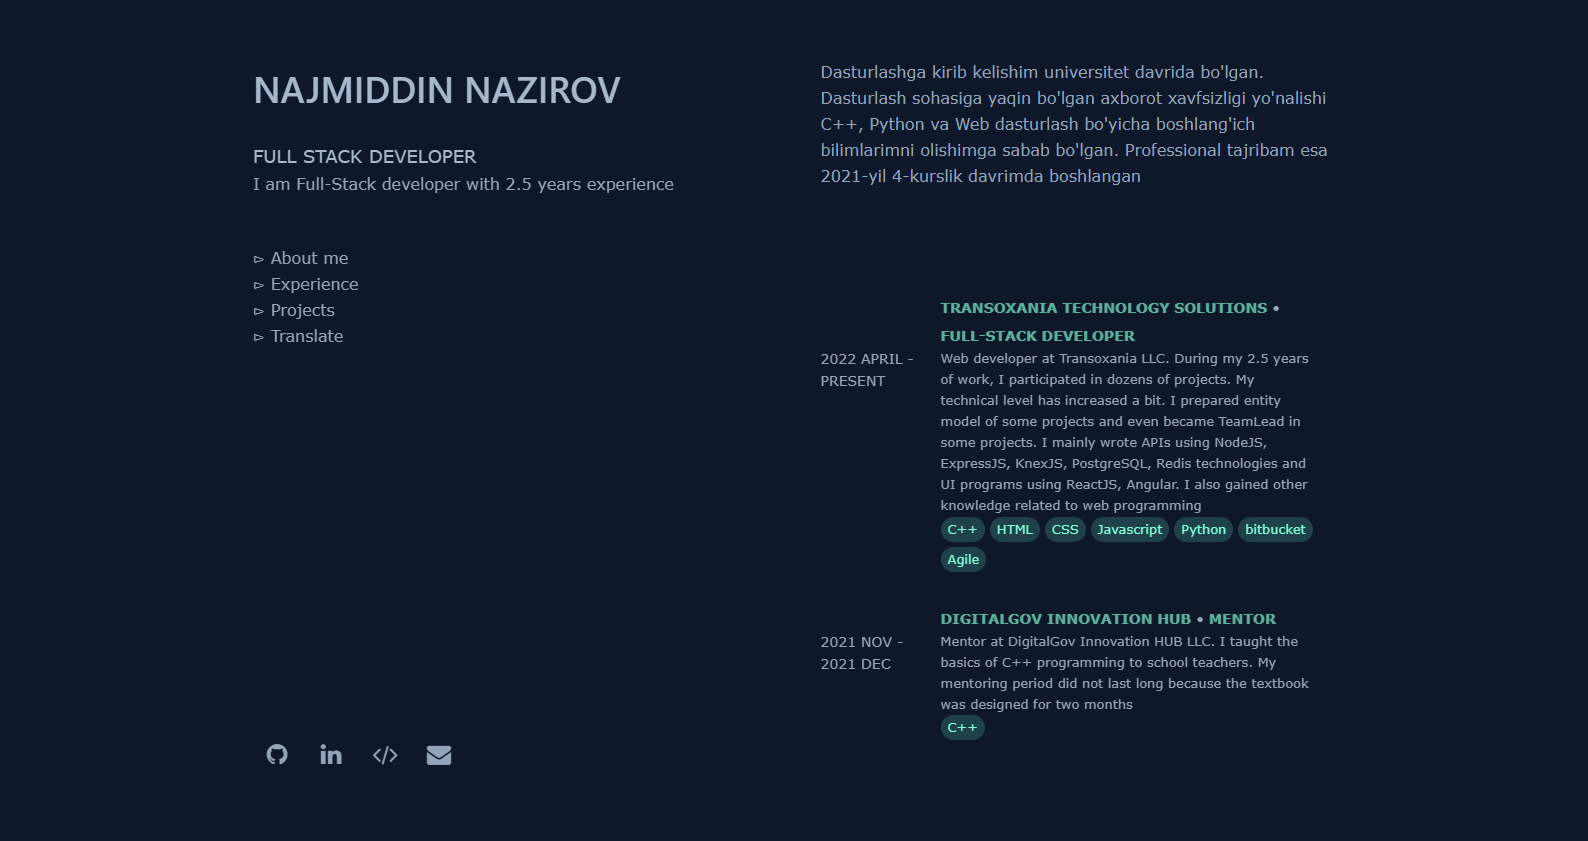 NAJMIDDIN NAZIROV
FULL STACK DEVELOPER
I am Full-Stack developer with 2.5 years experience
▻ About me
▻ Experience
▻ Projects
▻ Translate
Dasturlashga kirib kelishim universitet davrida bo'lgan.
Dasturlash sohasiga yaqin bo'lgan axborot xavfsizligi yo'nalishi
C++, Python va Web dasturlash bo'yicha boshlang'ich
bilimlarimni olishimga sabab bo'lgan. Professional tajribam esa
2021-yil 4-kurslik davrimda boshlangan
2022 APRIL -
PRESENT
TRANSOXANIA TECHNOLOGY SOLUTIONS •
FULL-STACK DEVELOPER
Web developer at Transoxania LLC. During my 2.5 years
of work, I participated in dozens of projects. My
technical level has increased a bit. I prepared entity
model of some projects and even became TeamLead in
some projects. I mainly wrote APIs using NodeJS,
ExpressJS, KnexJS, PostgreSQL, Redis technologies and
UI programs using ReactJS, Angular. I also gained other
knowledge related to web programming
C++ HTML CSS Javascript Python bitbucket
Agile
2021 NOV -
2021 DEC
DIGITALGOV INNOVATION HUB • MENTOR
Mentor at DigitalGov Innovation HUB LLC. I taught the
basics of C++ programming to school teachers. My
mentoring period did not last long because the textbook
was designed for two months
C++